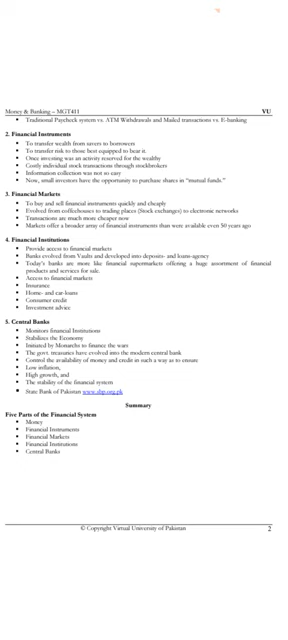 Money & Banking – MGT411 VU
▪ Traditional Paycheck system vs. ATM Withdrawals and Mailed transactions vs. E-banking
2. Financial Instruments
▪ To transfer wealth from savers to borrowers
▪ To transfer risk to those best equipped to bear it.
▪ Once investing was an activity reserved for the wealthy
▪ Costly individual stock transactions through stockbrokers
▪ Information collection was not so easy
▪ Now, small investors have the opportunity to purchase shares in "mutual funds."
3. Financial Markets
▪ To buy and sell financial instruments quickly and cheaply
▪ Evolved from coffeehouses to trading places (Stock exchanges) to electronic networks
▪ Transactions are much more cheaper now
▪ Markets offer a broader array of financial instruments than were available even 50 years ago
4. Financial Institutions
▪ Provide access to financial markets
▪ Banks evolved from Vaults and developed into deposits- and loans-agency
▪ Today's banks are more like financial supermarkets offering a huge assortment of financial
products and services for sale.
▪ Access to financial markets
▪ Insurance
▪ Home- and car-loans
▪ Consumer credit
▪ Investment advice
5. Central Banks
▪ Monitors financial Institutions
▪ Stabilizes the Economy
▪ Initiated by Monarchs to finance the wars
▪ The govt. treasuries have evolved into the modern central bank
▪ Control the availability of money and credit in such a way as to ensure
▪ Low inflation,
▪ High growth, and
▪ The stability of the financial system
▪ State Bank of Pakistan www.sbp.org.pk
Summary
Five Parts of the Financial System
▪ Money
▪ Financial Instruments
▪ Financial Markets
▪ Financial Institutions
▪ Central Banks
© Copyright Virtual University of Pakistan 2